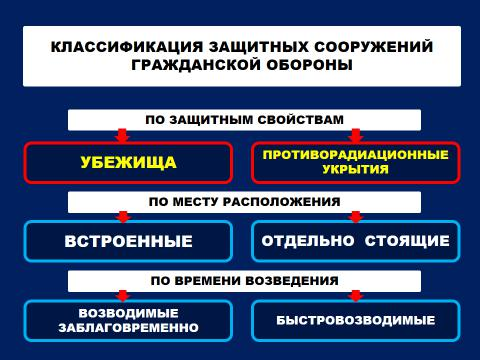 КЛАССИФИКАЦИЯ ЗАЩИТНЫХ СООРУЖЕНИЙ
ГРАЖДАНСКОЙ ОБОРОНЫ
ПО ЗАЩИТНЫМ СВОЙСТВАМ
УБЕЖИЩА
ПРОТИВОРАДИАЦИОННЫЕ
УКРЫТИЯ
ПО МЕСТУ РАСПОЛОЖЕНИЯ
ВСТРОЕННЫЕ
ОТДЕЛЬНО СТОЯЩИЕ
ПО ВРЕМЕНИ ВОЗВЕДЕНИЯ
ВОЗВОДИМЫЕ
ЗАБЛАГОВРЕМЕННО
БЫСТРОВОЗВОДИМЫЕ